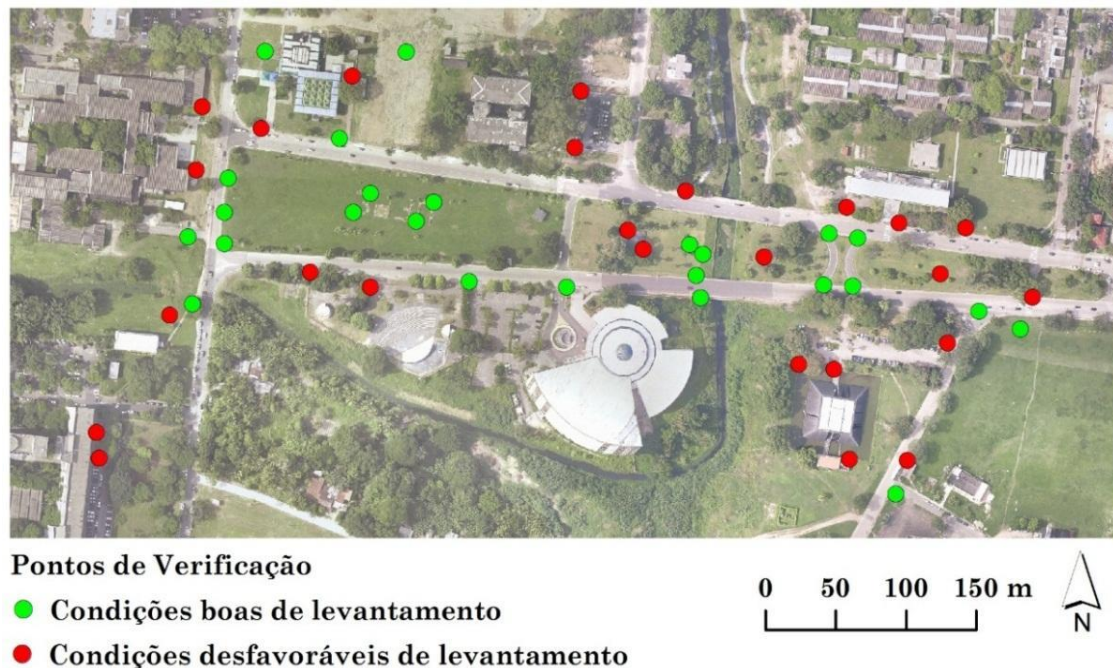 Pontos de Verificação
Condições boas de levantamento
Condições desfavoráveis de levantamento
0 50 100 150 m
N